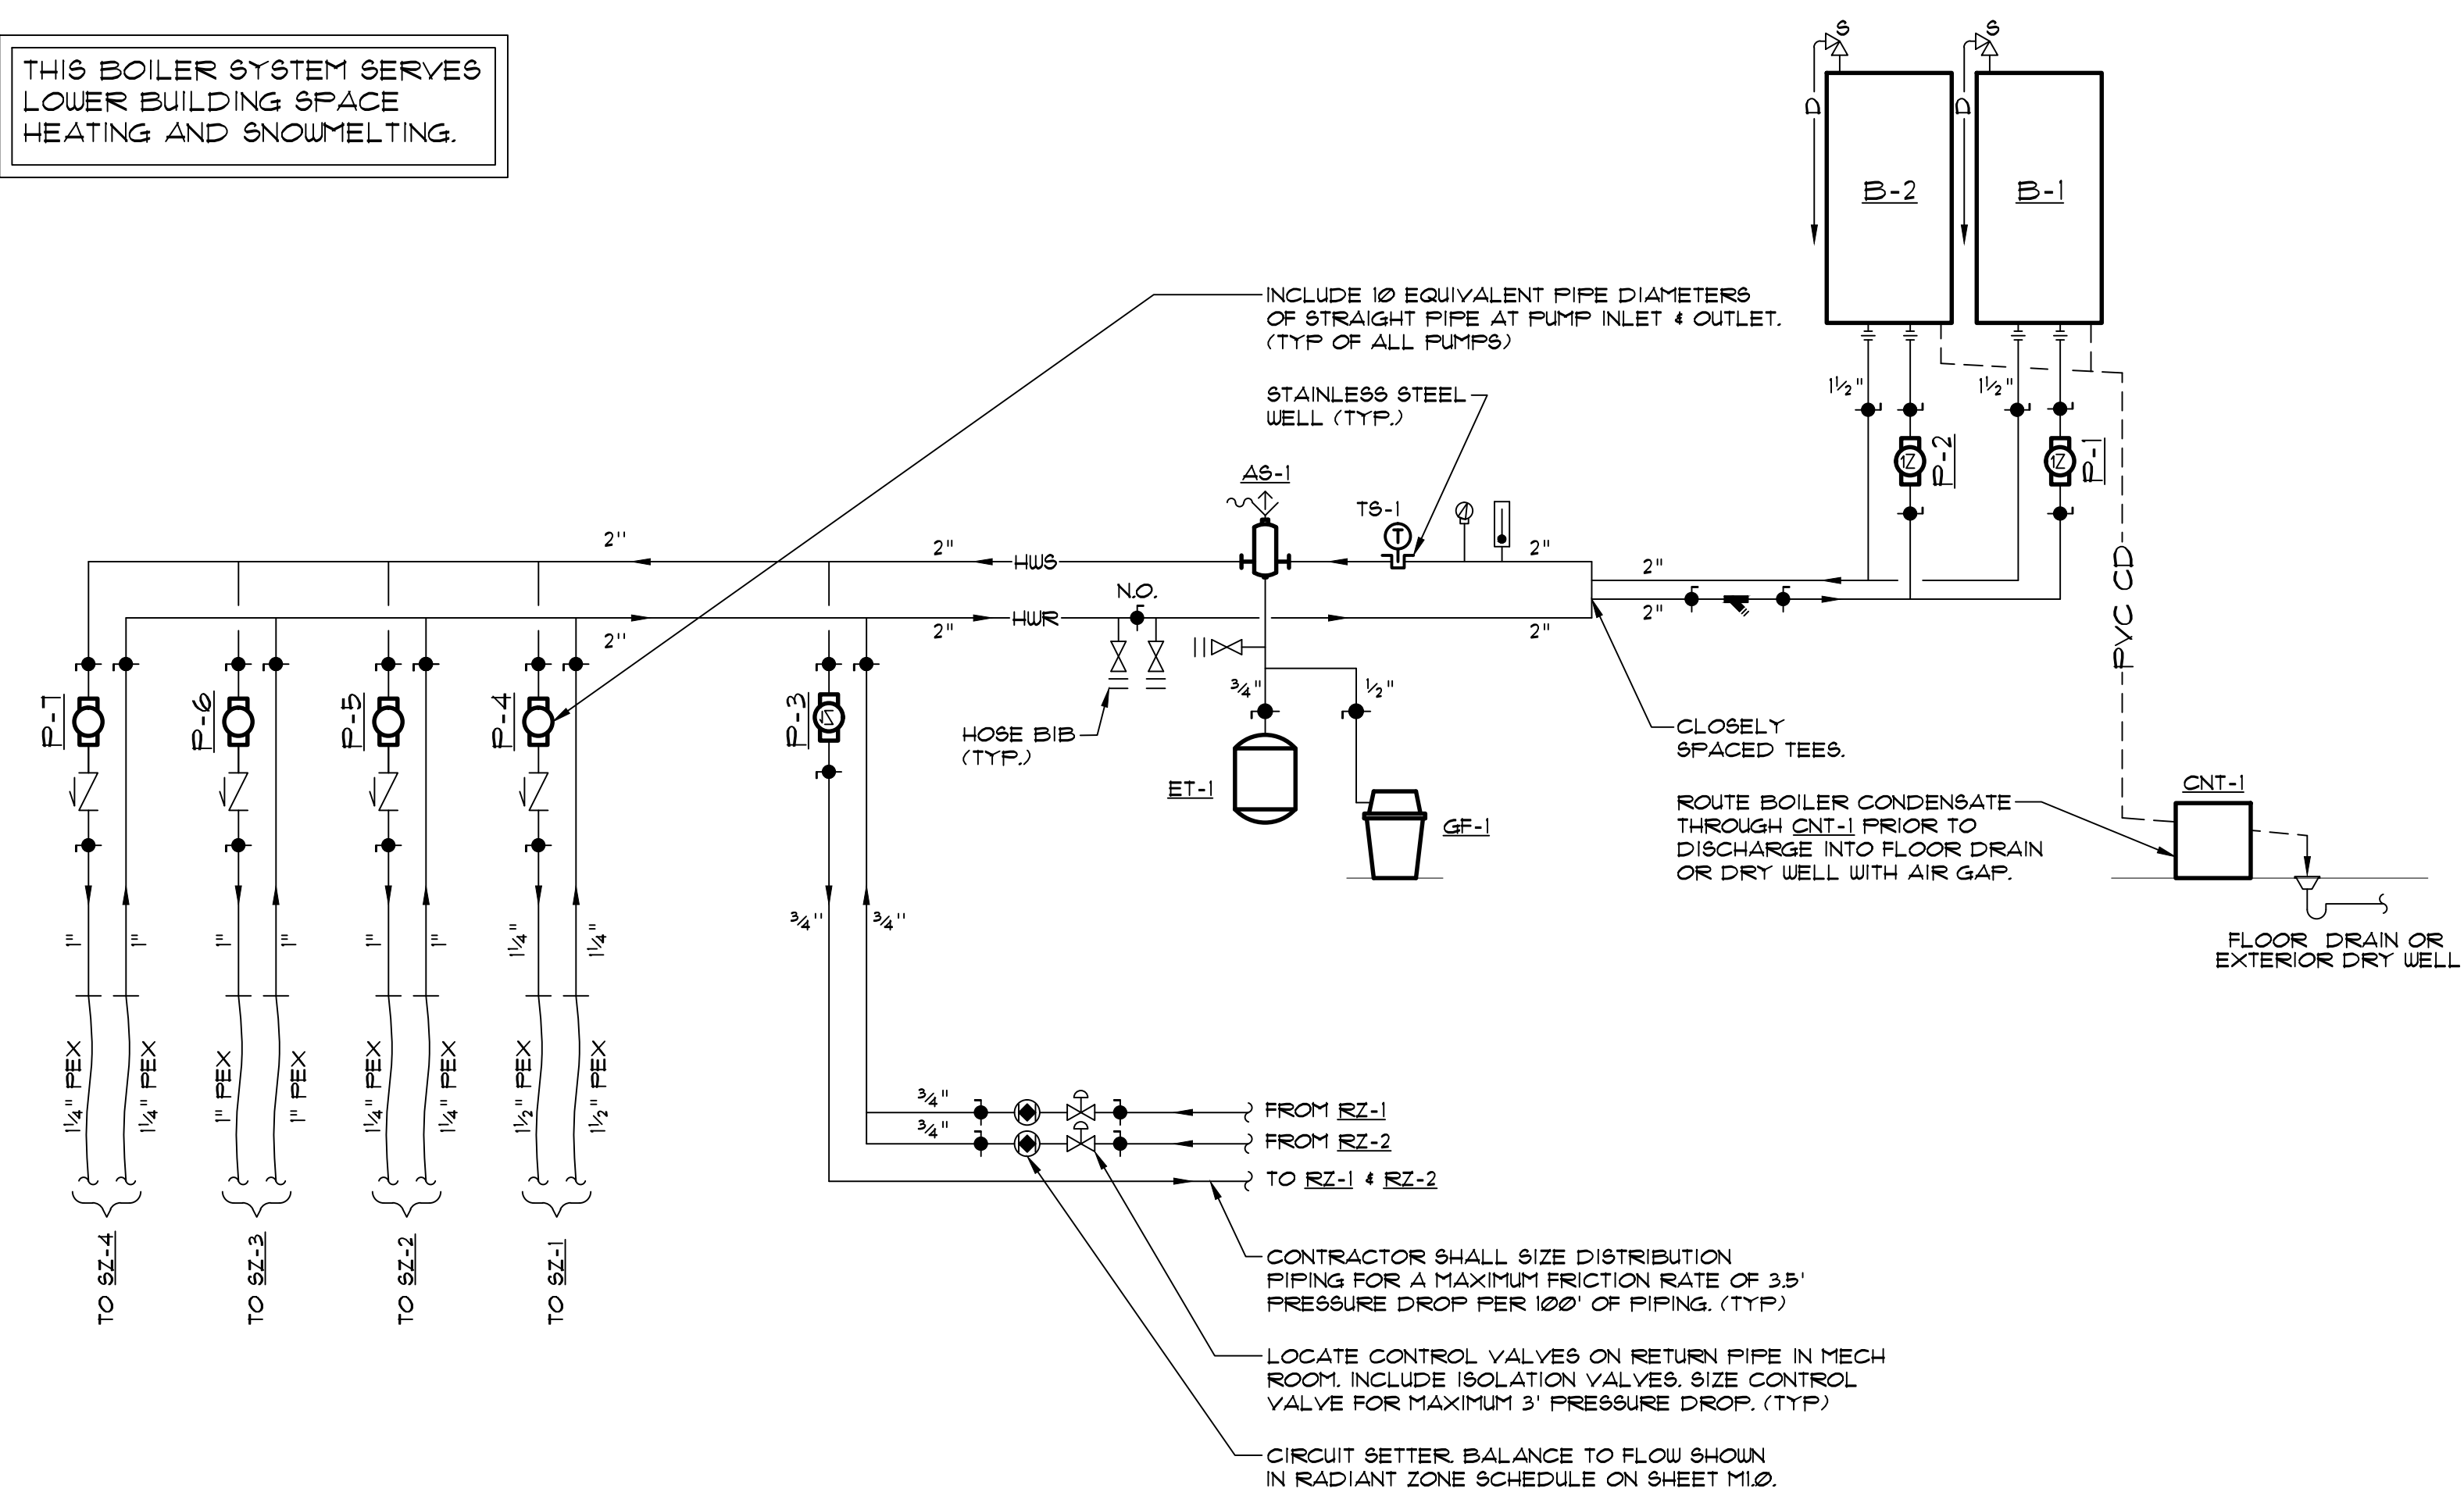 THIS BOILER SYSTEM SERVES
LOWER BUILDING SPACE
HEATING AND SNOWMELTING.
S
S
D
D
B-2
B-1
INCLUDE 10 EQUIVALENT PIPE DIAMETERS
OF STRAIGHT PIPE AT PUMP INLET & OUTLET.
(TYP OF ALL PUMPS)
STAINLESS STEEL
WELL (TYP.)
1½"
1½"
P-2
P-1
AS-1
TS-1
T
2"
2"
HWS
2"
2"
N.O.
2"
2"
HWR
2"
2"
PVC CD
P-7
P-6
P-5
P-4
P-3
HOSE BIB
(TYP.)
¾"
½"
ET-1
GF-1
CLOSELY
SPACED TEES.
CNT-1
ROUTE BOILER CONDENSATE
THROUGH CNT-1 PRIOR TO
DISCHARGE INTO FLOOR DRAIN
OR DRY WELL WITH AIR GAP.
FLOOR DRAIN OR
EXTERIOR DRY WELL
1"
1"
1"
1"
1"
1"
1¼"
1¼"
¾"
¾"
1¼" PEX
1¼" PEX
1" PEX
1" PEX
1¼" PEX
1¼" PEX
1½" PEX
1½" PEX
¾"
FROM RZ-1
¾"
FROM RZ-2
TO RZ-1 & RZ-2
TO SZ-4
TO SZ-3
TO SZ-2
TO SZ-1
CONTRACTOR SHALL SIZE DISTRIBUTION
PIPING FOR A MAXIMUM FRICTION RATE OF 3.5'
PRESSURE DROP PER 100' OF PIPING. (TYP)
LOCATE CONTROL VALVES ON RETURN PIPE IN MECH
ROOM. INCLUDE ISOLATION VALVES. SIZE CONTROL
VALVE FOR MAXIMUM 3' PRESSURE DROP. (TYP)
CIRCUIT SETTER. BALANCE TO FLOW SHOWN
IN RADIANT ZONE SCHEDULE ON SHEET M1.0.